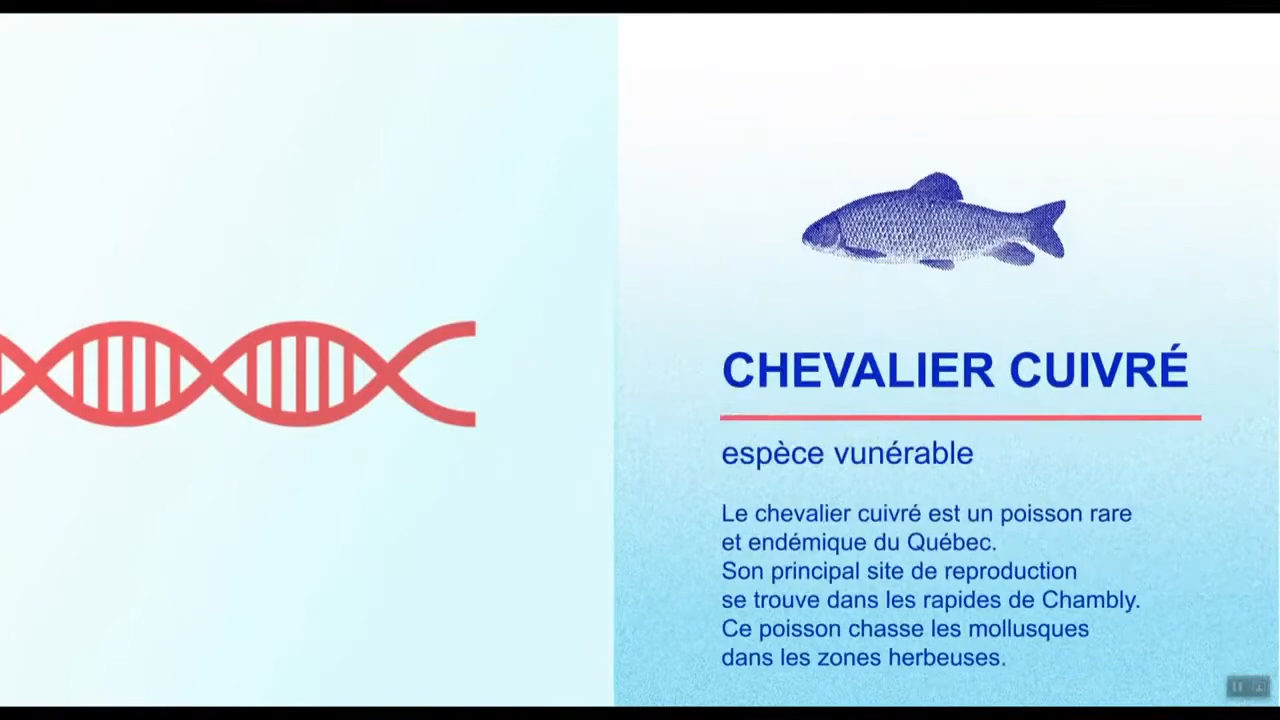 CHEVALIER CUIVRÉ
espèce vunérable
Le chevalier cuivré est un poisson rare
et endémique du Québec.
Son principal site de reproduction
se trouve dans les rapides de Chambly.
Ce poisson chasse les mollusques
dans les zones herbeuses.